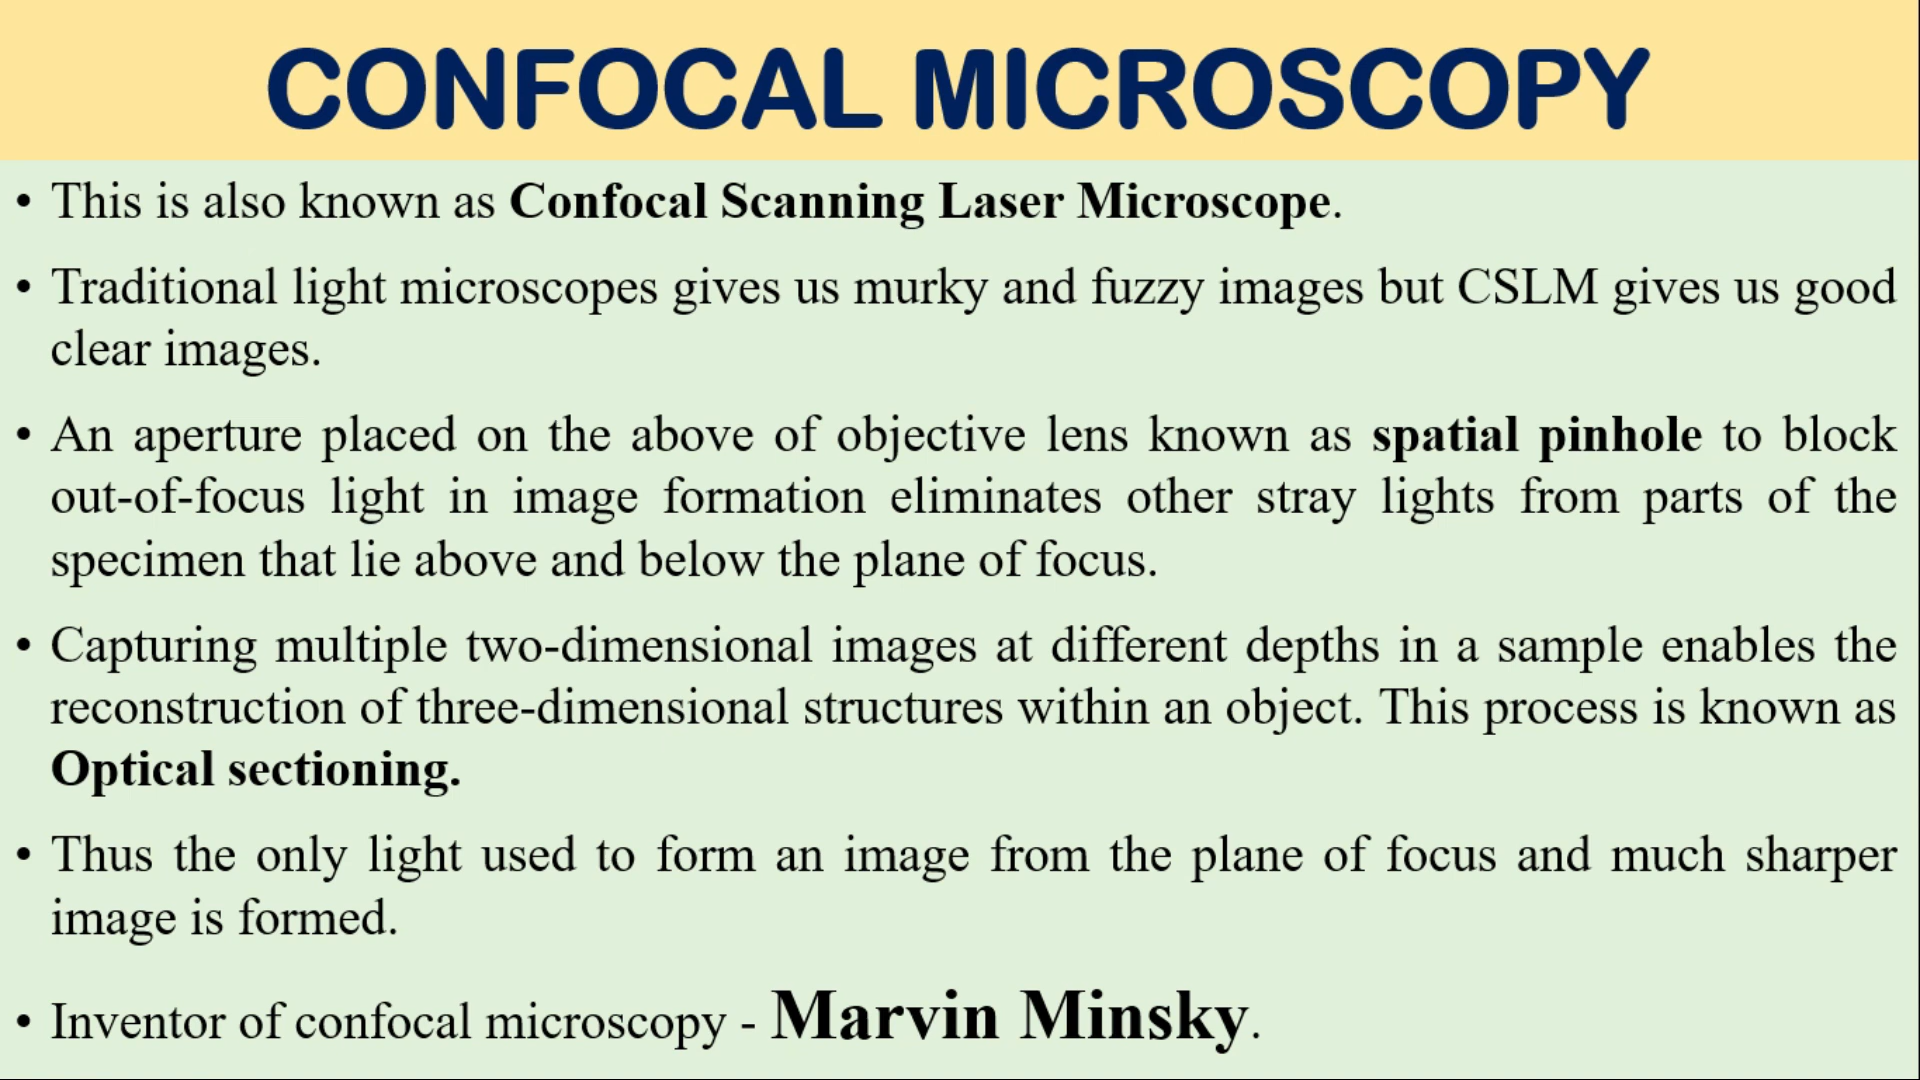 CONFOCAL MICROSCOPY
• This is also known as Confocal Scanning Laser Microscope.
• Traditional light microscopes gives us murky and fuzzy images but CSLM gives us good
clear images.
• An aperture placed on the above of objective lens known as spatial pinhole to block
out-of-focus light in image formation eliminates other stray lights from parts of the
specimen that lie above and below the plane of focus.
• Capturing multiple two-dimensional images at different depths in a sample enables the
reconstruction of three-dimensional structures within an object. This process is known as
Optical sectioning.
• Thus the only light used to form an image from the plane of focus and much sharper
image is formed.
• Inventor of confocal microscopy - Marvin Minsky.